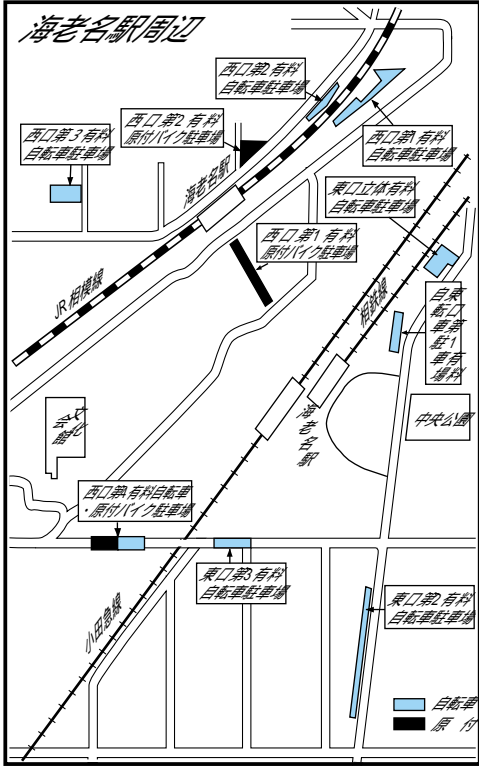 海老名駅周辺
西口第2 有料
自転車駐車場
西口第2 有料
原付バイク駐車場
西口第3 有料
自転車駐車場
西口第1 有料
自転車駐車場
海老名駅
東口立体有料
自転車駐車場
西口第1 有料
原付バイク駐車場
JR相模線
相鉄線
東口第1有料
自転車駐車場
文化
会館
海老名駅
中央公園
西口第4有料自転車
・原付バイク駐車場
東口第3 有料
自転車駐車場
東口第2 有料
自転車駐車場
小田急線
自転車
原 付